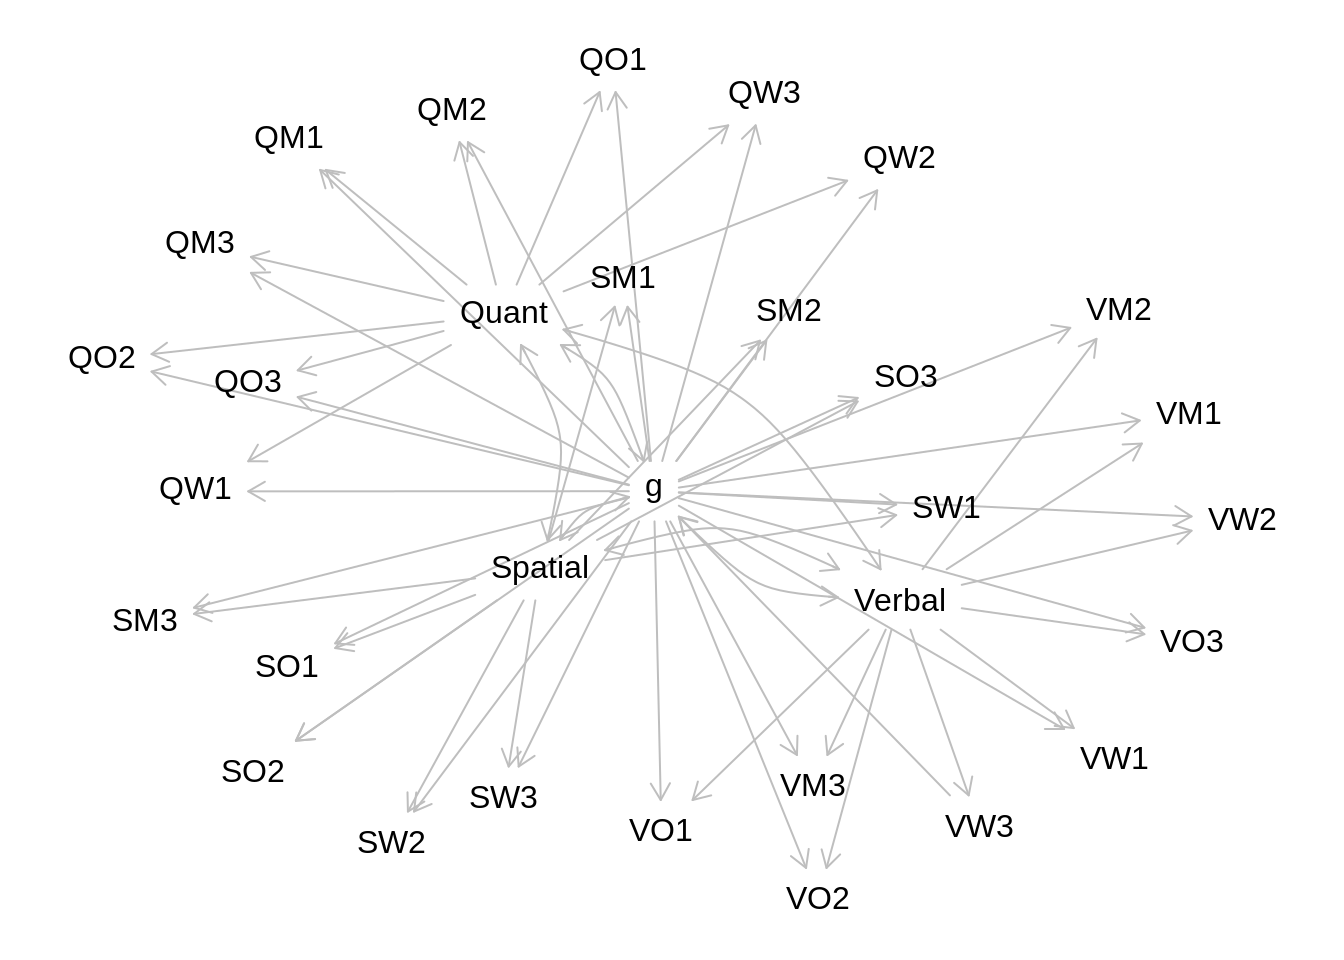 QO1
QW3
QM2
QM1
QW2
QM3
SM1
VM2
SM2
Quant
QO2
SO3
QO3
VM1
g
QW1
SW1
VW2
Spatial
Verbal
SM3
VO3
SO1
VW1
SO2
VM3
SW3
VW3
VO1
SW2
VO2